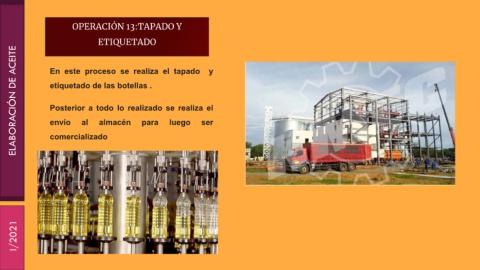 OPERACIÓN 13:TAPADO Y
ETIQUETADO
En este proceso se realiza el tapado y
etiquetado de las botellas .
Posterior a todo lo realizado se realiza el
envío al almacén para luego ser
comercializado
ELABORACIÓN DE ACEITE
I/2021